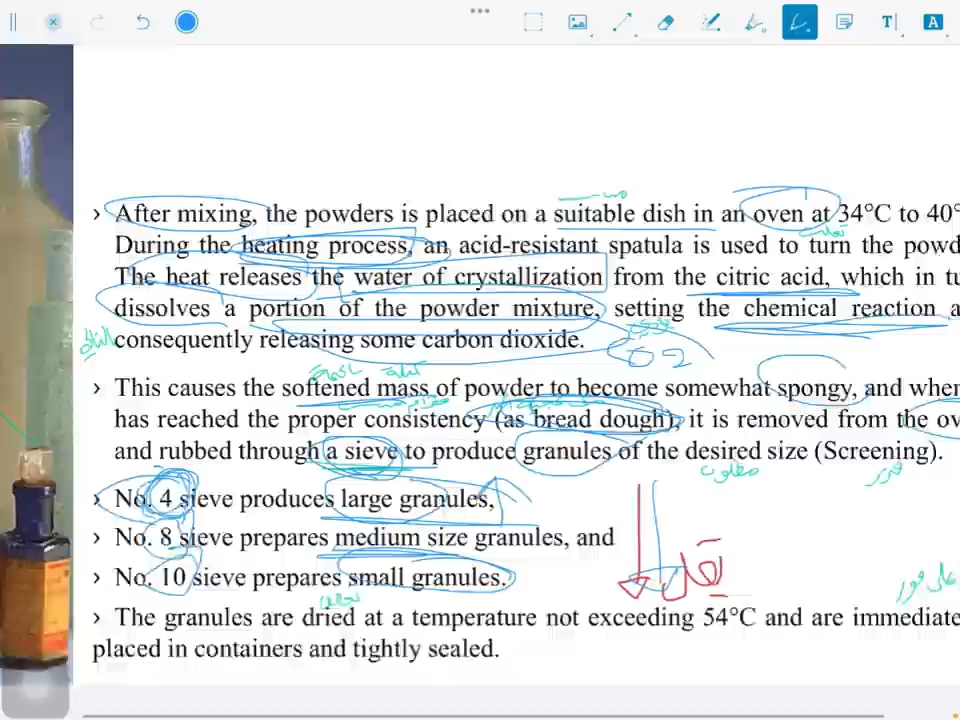 › After mixing, the powders is placed on a suitable dish in an oven at 34°C to 40°
During the heating process, an acid-resistant spatula is used to turn the powd
The heat releases the water of crystallization from the citric acid, which in tu
dissolves a portion of the powder mixture, setting the chemical reaction a
consequently releasing some carbon dioxide.
› This causes the softened mass of powder to become somewhat spongy, and when
has reached the proper consistency (as bread dough), it is removed from the ov
and rubbed through a sieve to produce granules of the desired size (Screening).
› No. 4 sieve produces large granules,
› No. 8 sieve prepares medium size granules, and
› No. 10 sieve prepares small granules.
› The granules are dried at a temperature not exceeding 54°C and are immediate
placed in containers and tightly sealed.